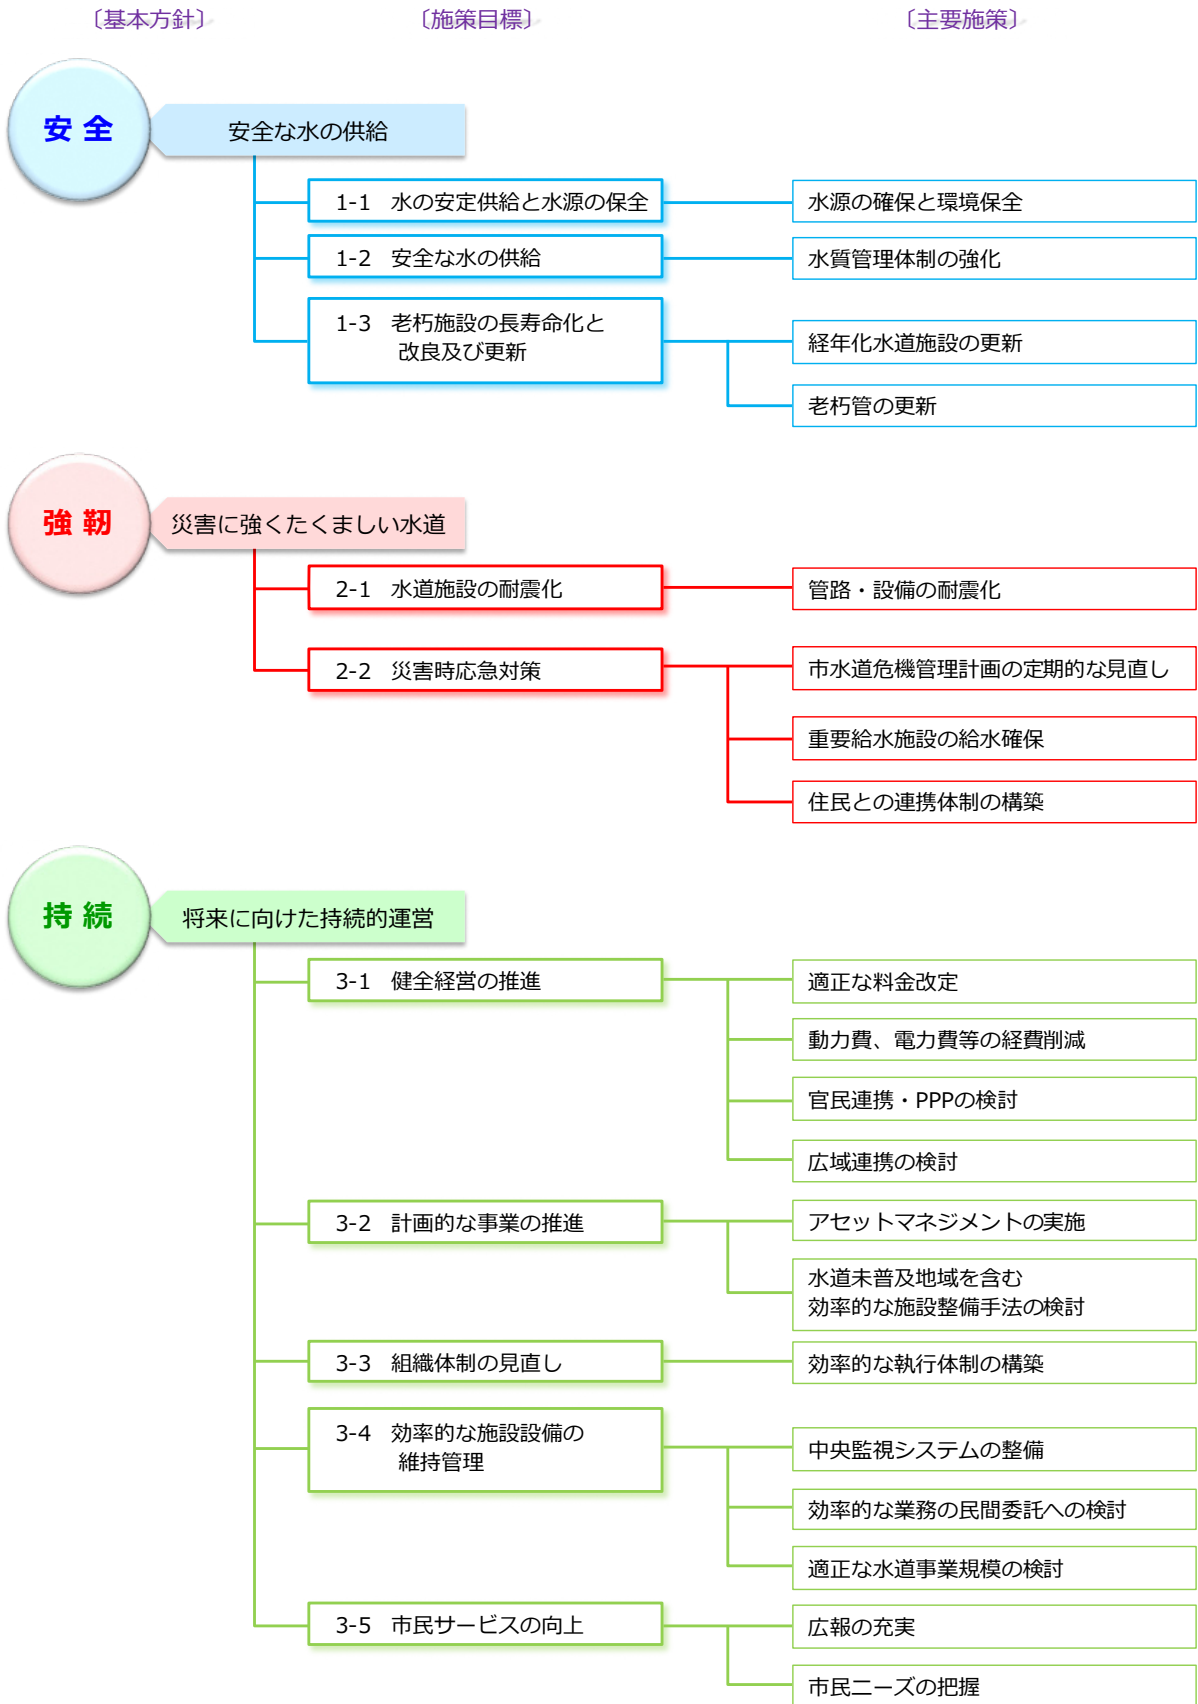 〔基本方針〕 〔施策目標〕 〔主要施策〕
安全
安全な水の供給
1-1 水の安定供給と水源の保全
水源の確保と環境保全
1-2 安全な水の供給
水質管理体制の強化
1-3 老朽施設の長寿命化と
改良及び更新
経年化水道施設の更新
老朽管の更新
強靭
災害に強くたくましい水道
2-1 水道施設の耐震化
管路・設備の耐震化
2-2 災害時応急対策
市水道危機管理計画の定期的な見直し
重要給水施設の給水確保
住民との連携体制の構築
持続
将来に向けた持続的運営
3-1 健全経営の推進
適正な料金改定
動力費、電力費等の経費削減
官民連携・PPPの検討
広域連携の検討
3-2 計画的な事業の推進
アセットマネジメントの実施
水道未普及地域を含む
効率的な施設整備手法の検討
3-3 組織体制の見直し
効率的な執行体制の構築
3-4 効率的な施設設備の
維持管理
中央監視システムの整備
効率的な業務の民間委託への検討
適正な水道事業規模の検討
3-5 市民サービスの向上
広報の充実
市民ニーズの把握